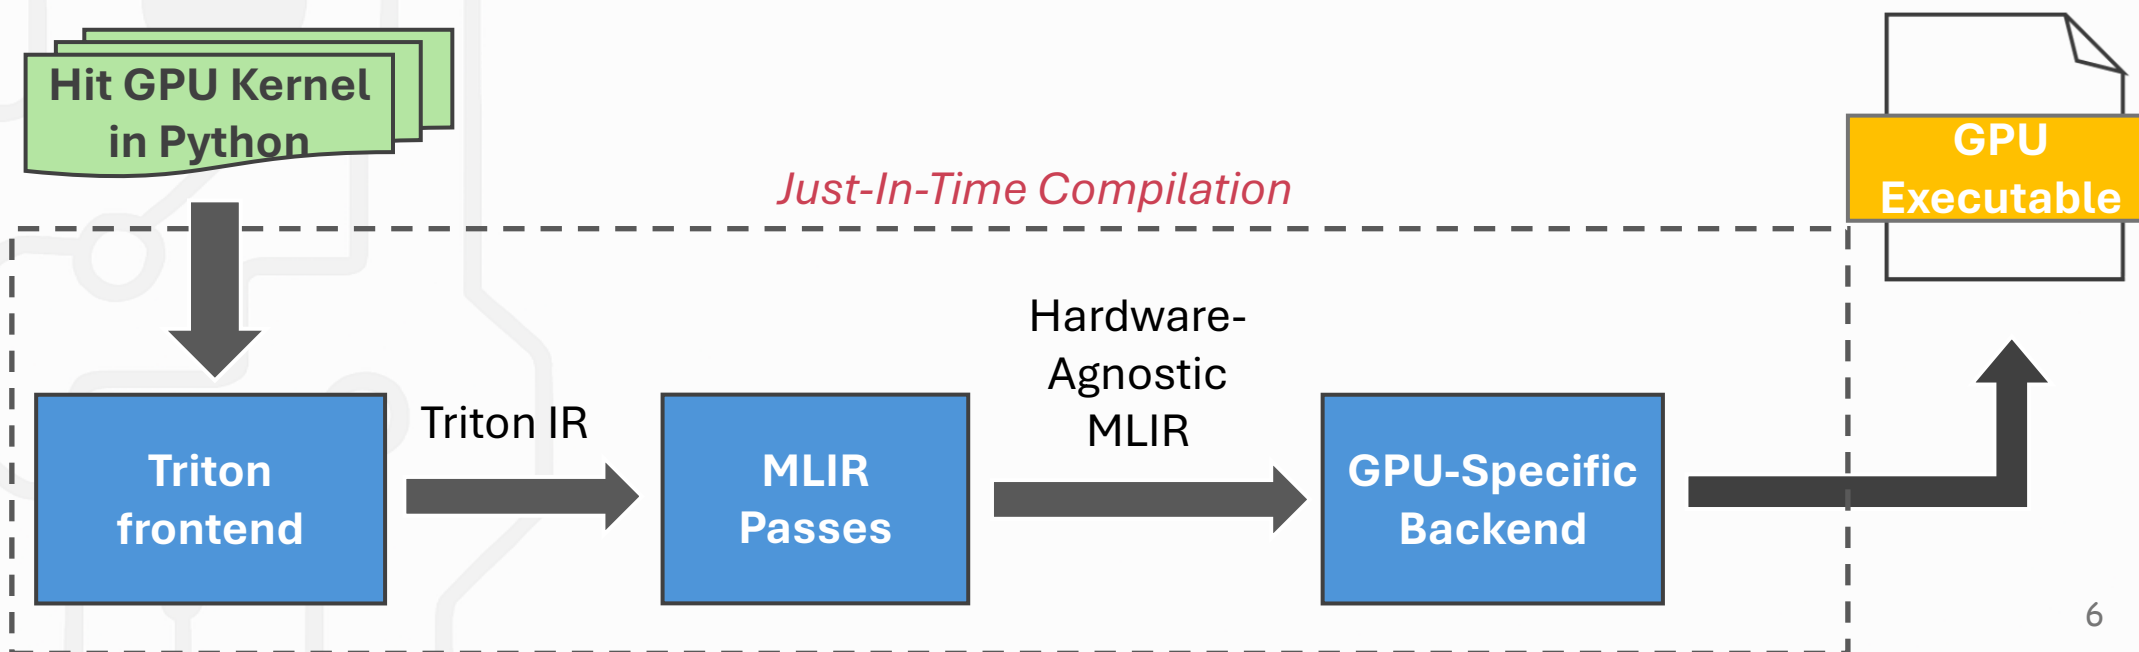 Hit GPU Kernel
in Python
Just-In-Time Compilation
GPU
Executable
Triton
frontend
Triton IR
MLIR
Passes
Hardware-
Agnostic
MLIR
GPU-Specific
Backend
6